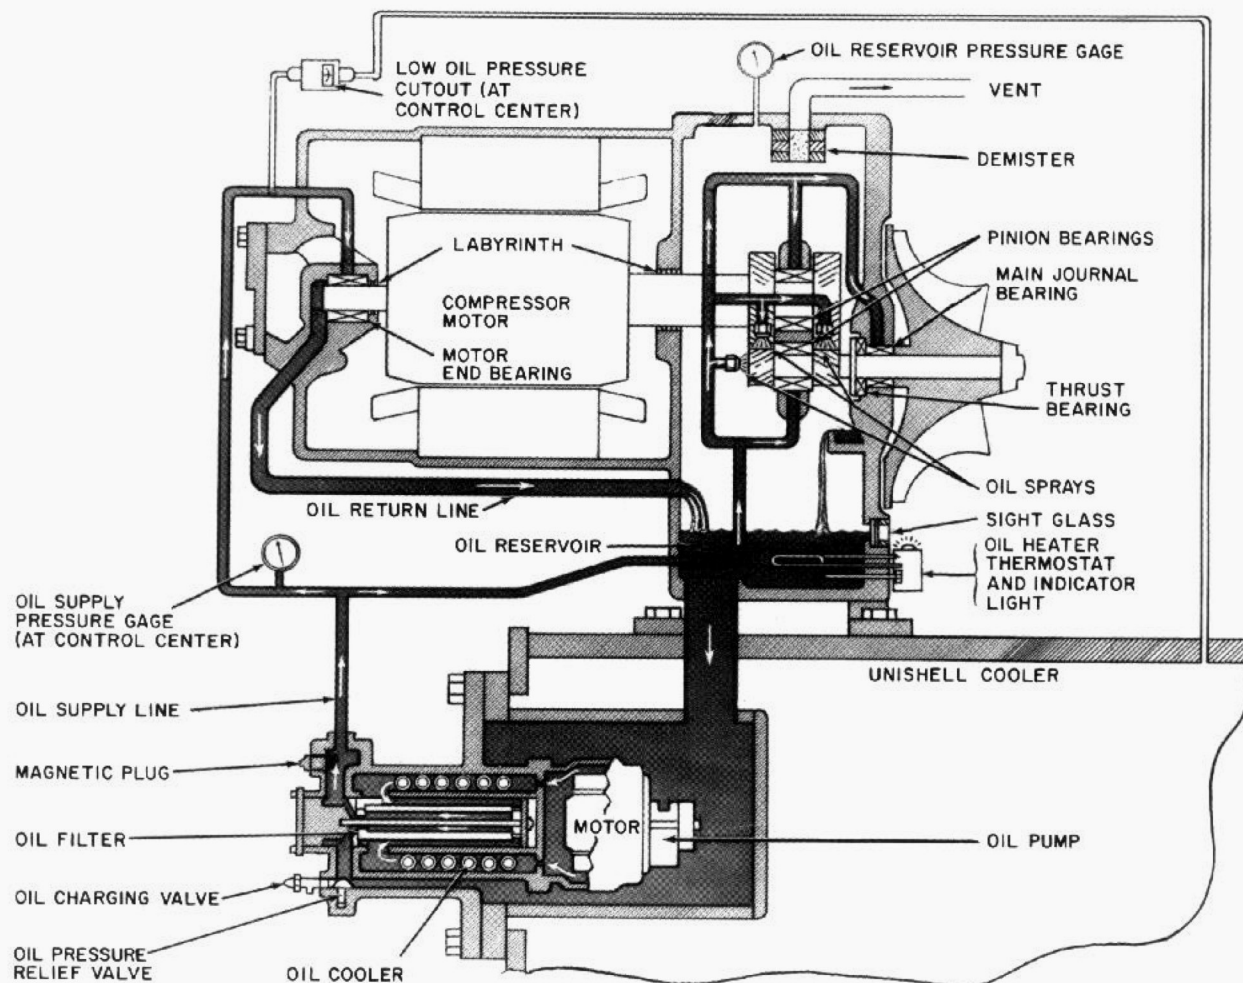 OIL RESERVOIR PRESSURE GAGE
LOW OIL PRESSURE
CUTOUT (AT
CONTROL CENTER)
VENT
DEMISTER
LABYRINTH
PINION BEARINGS
MAIN JOURNAL
BEARING
COMPRESSOR
MOTOR
MOTOR
END BEARING
THRUST
BEARING
OIL RETURN LINE
OIL SPRAYS
SIGHT GLASS
OIL RESERVOIR
OIL HEATER
THERMOSTAT
AND INDICATOR
LIGHT
OIL SUPPLY
PRESSURE GAGE
(AT CONTROL CENTER)
UNISHELL COOLER
OIL SUPPLY LINE
MAGNETIC PLUG
MOTOR
OIL FILTER
OIL PUMP
OIL CHARGING VALVE
OIL PRESSURE
RELIEF VALVE
OIL COOLER